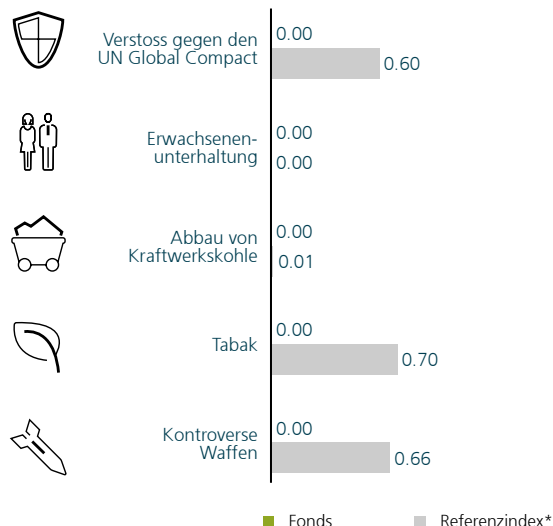 0.00
Verstoss gegen den
UN Global Compact
0.60
0.00
Erwachsenen-
unterhaltung
0.00
0.00
Abbau von
Kraftwerkskohle
0.01
0.00
Tabak
0.70
0.00
Kontroverse
Waffen
0.66
Fonds Referenzindex*